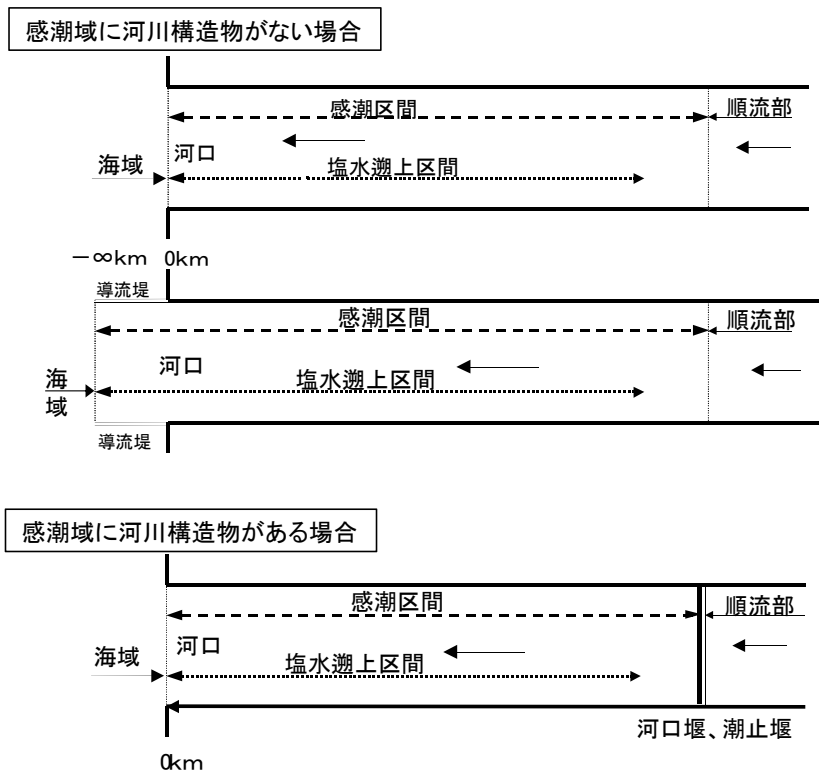 感潮域に河川構造物がない場合
感潮区間
順流部
河口
海域
塩水遡上区間
－∞km 0km
導流堤
感潮区間
順流部
河口
海
域
塩水遡上区間
導流堤
感潮域に河川構造物がある場合
感潮区間
順流部
河口
海域
塩水遡上区間
河口堰、潮止堰
0km